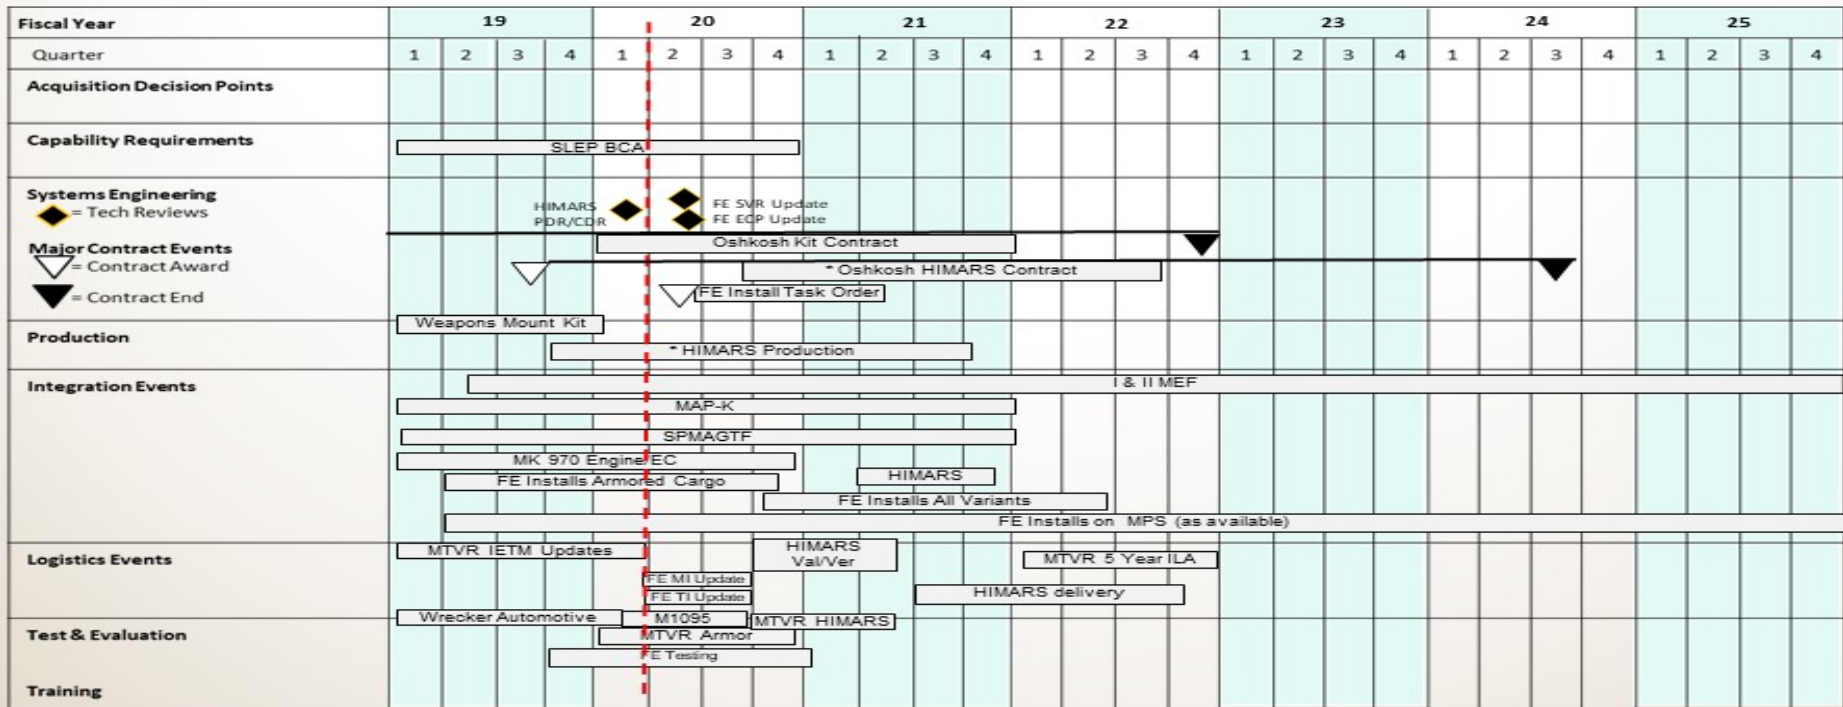 Fiscal Year 19 20 21 22 23 24 25
Quarter 1 2 3 4 1 2 3 4 1 2 3 4 1 2 3 4 1 2 3 4 1 2 3 4 1 2 3 4
Acquisition Decision Points
Capability Requirements
SLEP BCA
Systems Engineering
= Tech Reviews
HIMARS
PDR/CDR
FE SVR Update
FE ECP Update
Major Contract Events
= Contract Award
= Contract End
Oshkosh Kit Contract
* Oshkosh HIMARS Contract
FE Install Task Order
Production
Weapons Mount Kit
* HIMARS Production
Integration Events
I & II MEF
MAP-K
SPMAGTF
MK 970 Engine/EC
HIMARS
FE Installs Armored Cargo
FE Installs All Variants
FE Installs on MPS (as available)
Logistics Events
MTVR IETM Updates
HIMARS
Val/Ver
MTVR 5 Year ILA
FE MI Update
FE TI Update
HIMARS delivery
Test & Evaluation
Wrecker Automotive
M1095
MTVR HIMARS
MTVR Armor
FE Testing
Training